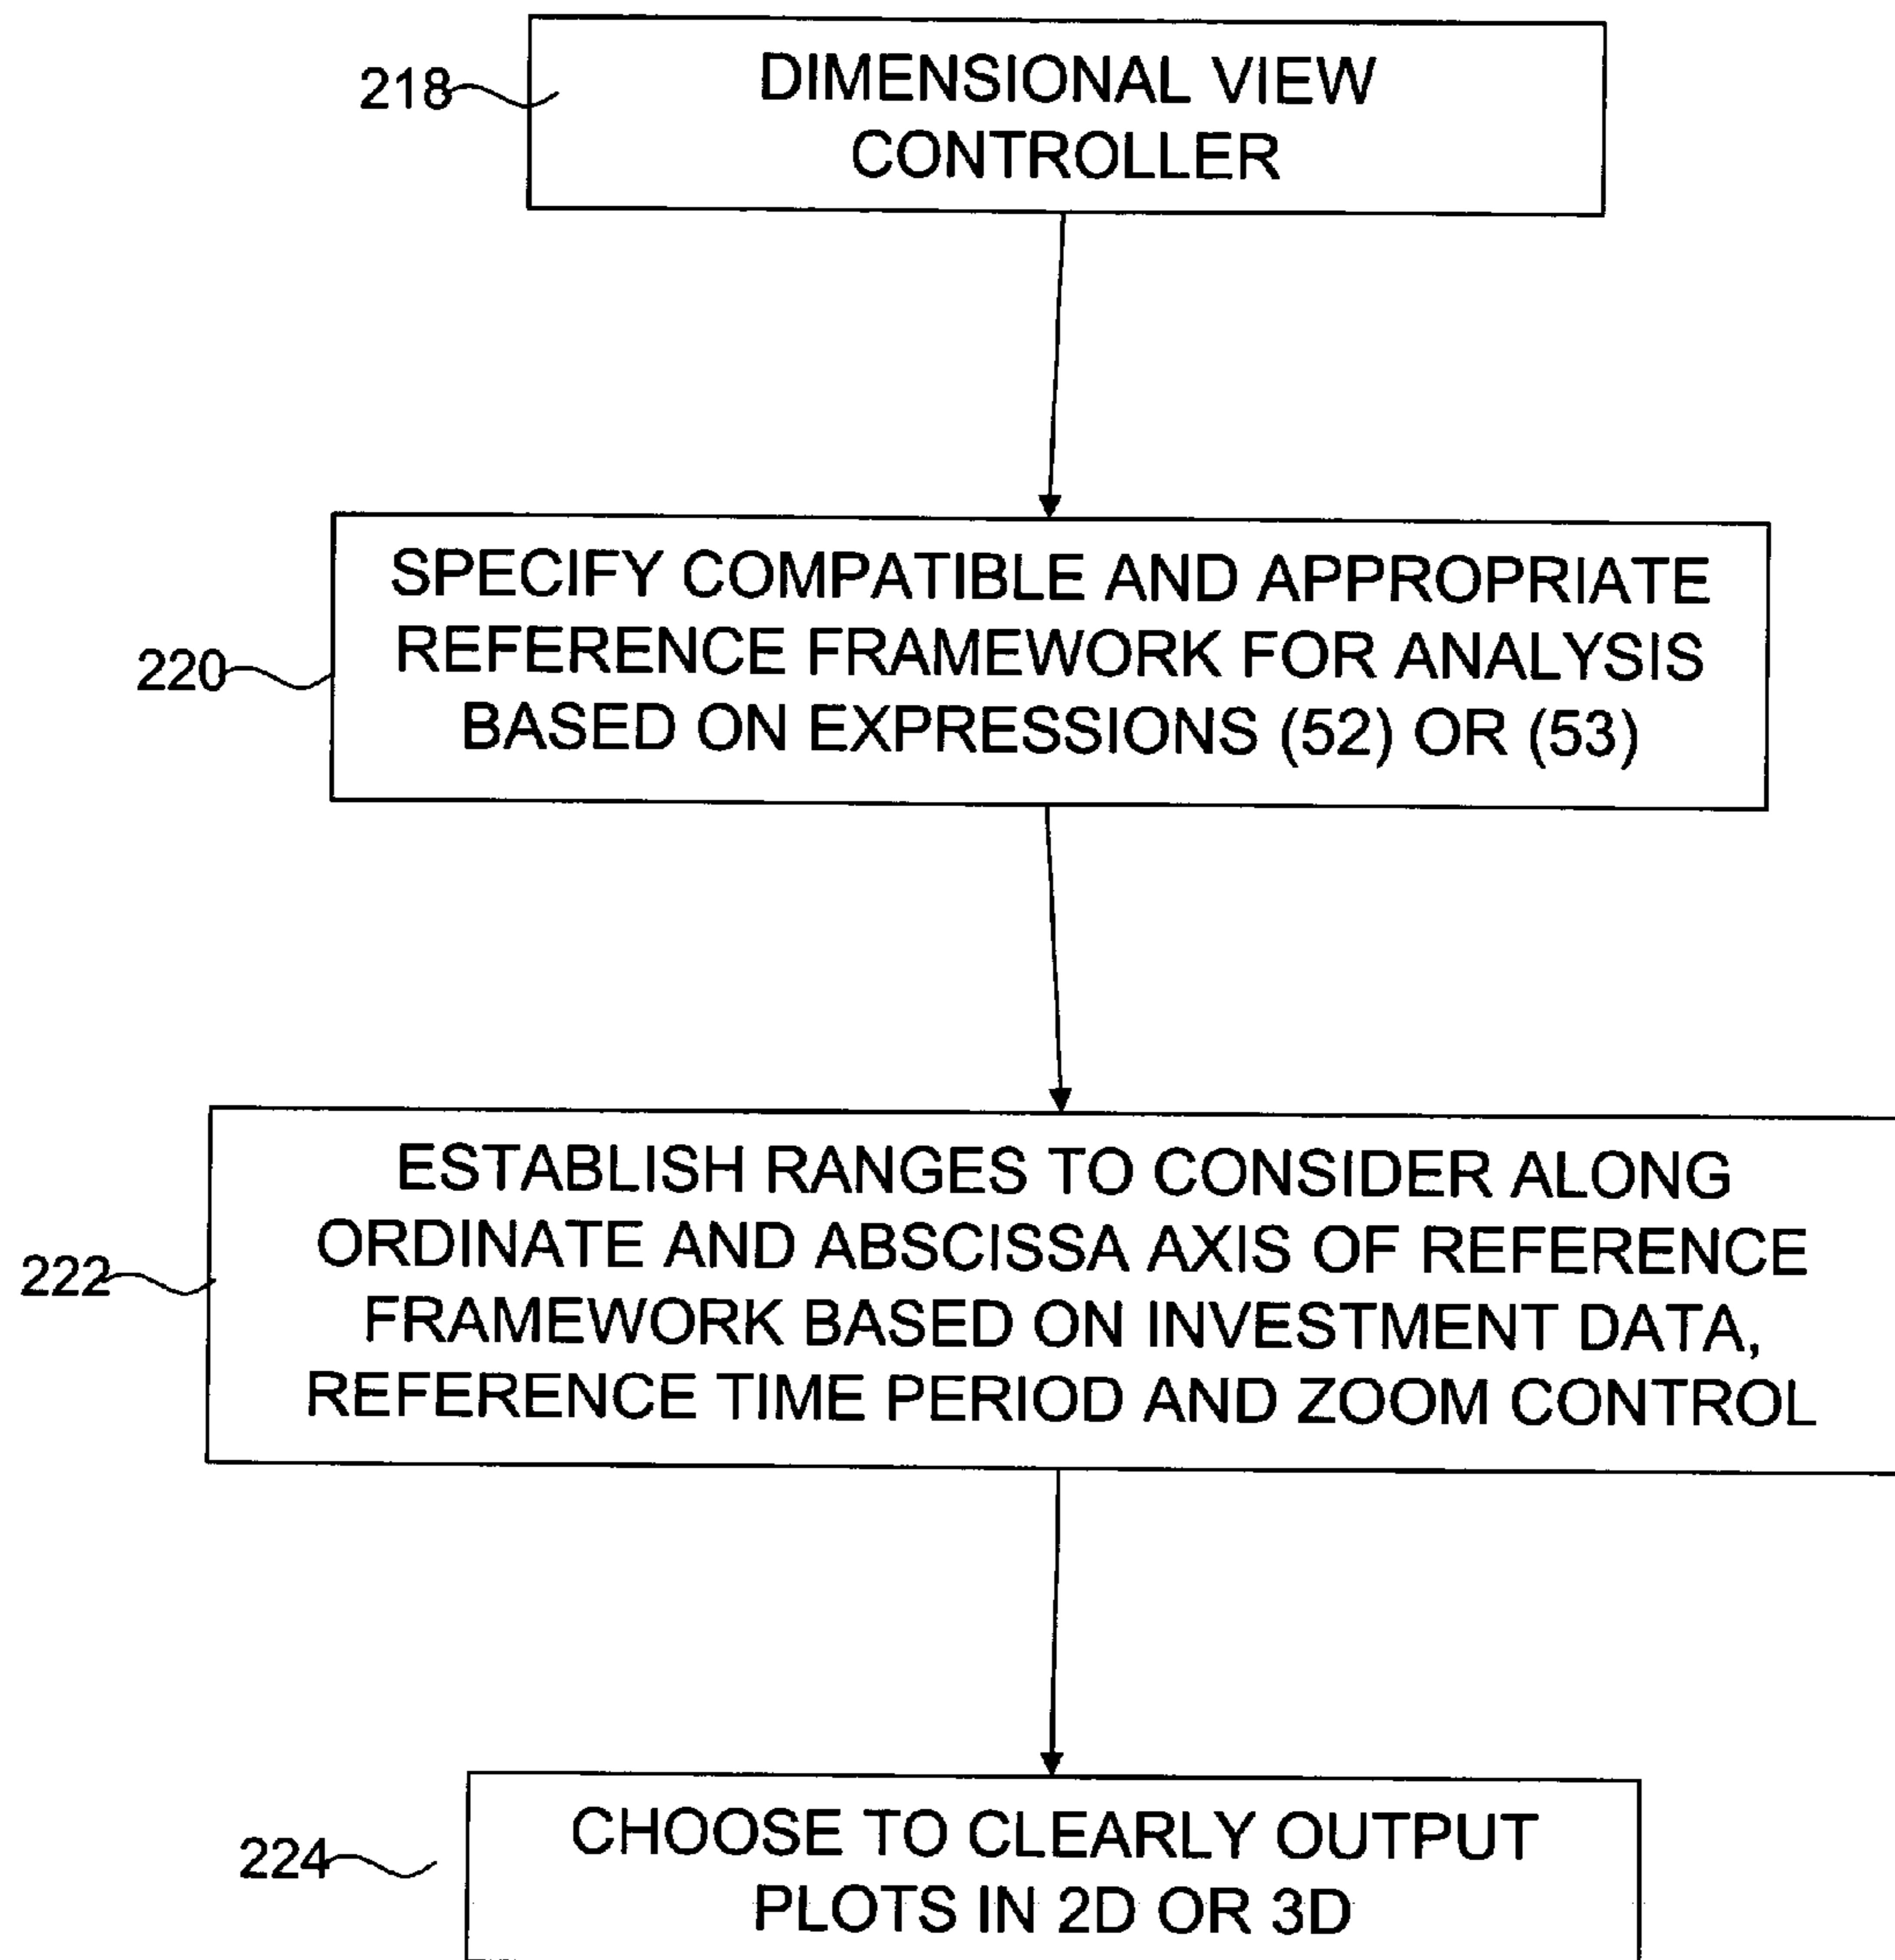 218
DIMENSIONAL VIEW
CONTROLLER
220
SPECIFY COMPATIBLE AND APPROPRIATE
REFERENCE FRAMEWORK FOR ANALYSIS
BASED ON EXPRESSIONS (52) OR (53)
222
ESTABLISH RANGES TO CONSIDER ALONG
ORDINATE AND ABSCISSA AXIS OF REFERENCE
FRAMEWORK BASED ON INVESTMENT DATA,
REFERENCE TIME PERIOD AND ZOOM CONTROL
224
CHOOSE TO CLEARLY OUTPUT
PLOTS IN 2D OR 3D